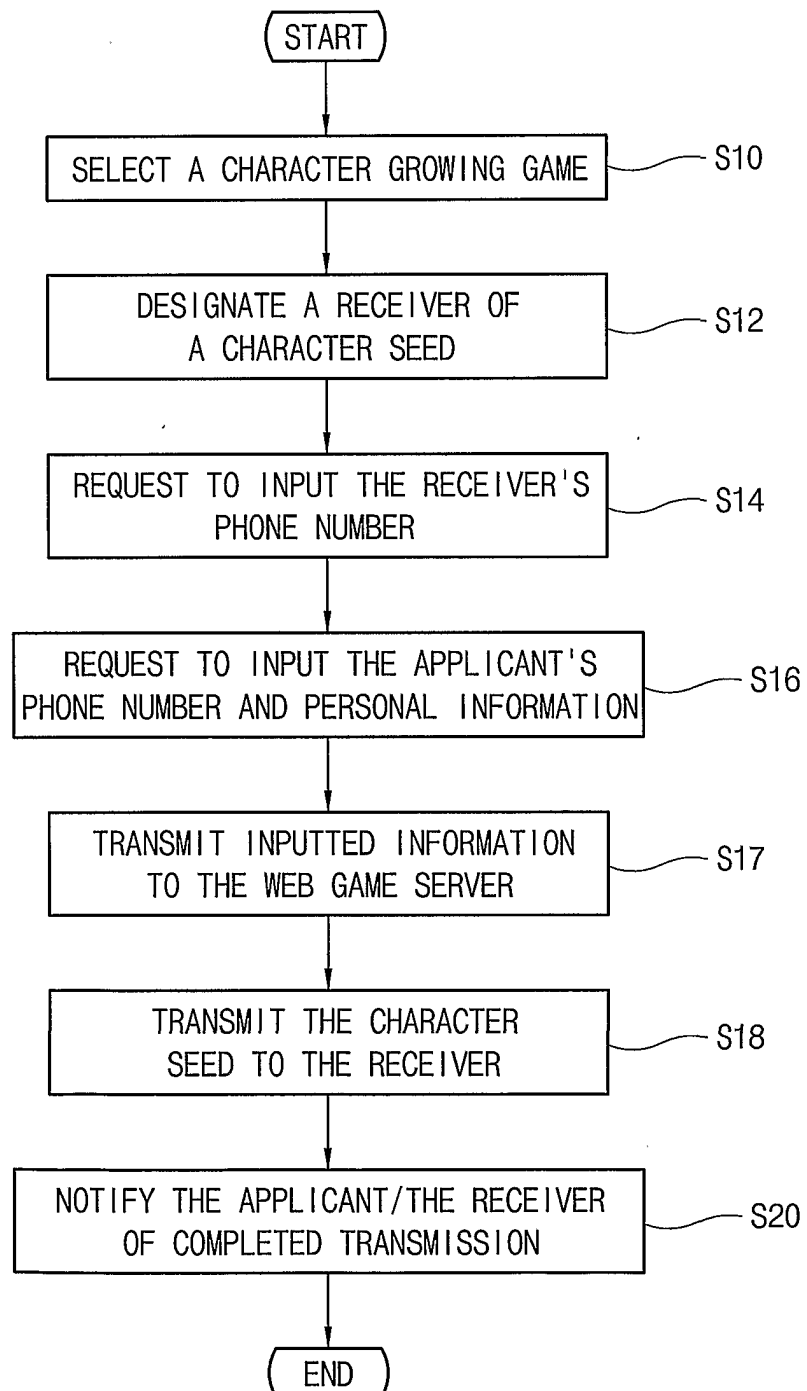 START
SELECT A CHARACTER GROWING GAME
S10
DESIGNATE A RECEIVER OF
A CHARACTER SEED
S12
REQUEST TO INPUT THE RECEIVER'S
PHONE NUMBER
S14
REQUEST TO INPUT THE APPLICANT'S
PHONE NUMBER AND PERSONAL INFORMATION
S16
TRANSMIT INPUTTED INFORMATION
TO THE WEB GAME SERVER
S17
TRANSMIT THE CHARACTER
SEED TO THE RECEIVER
S18
NOTIFY THE APPLICANT/THE RECEIVER
OF COMPLETED TRANSMISSION
S20
END